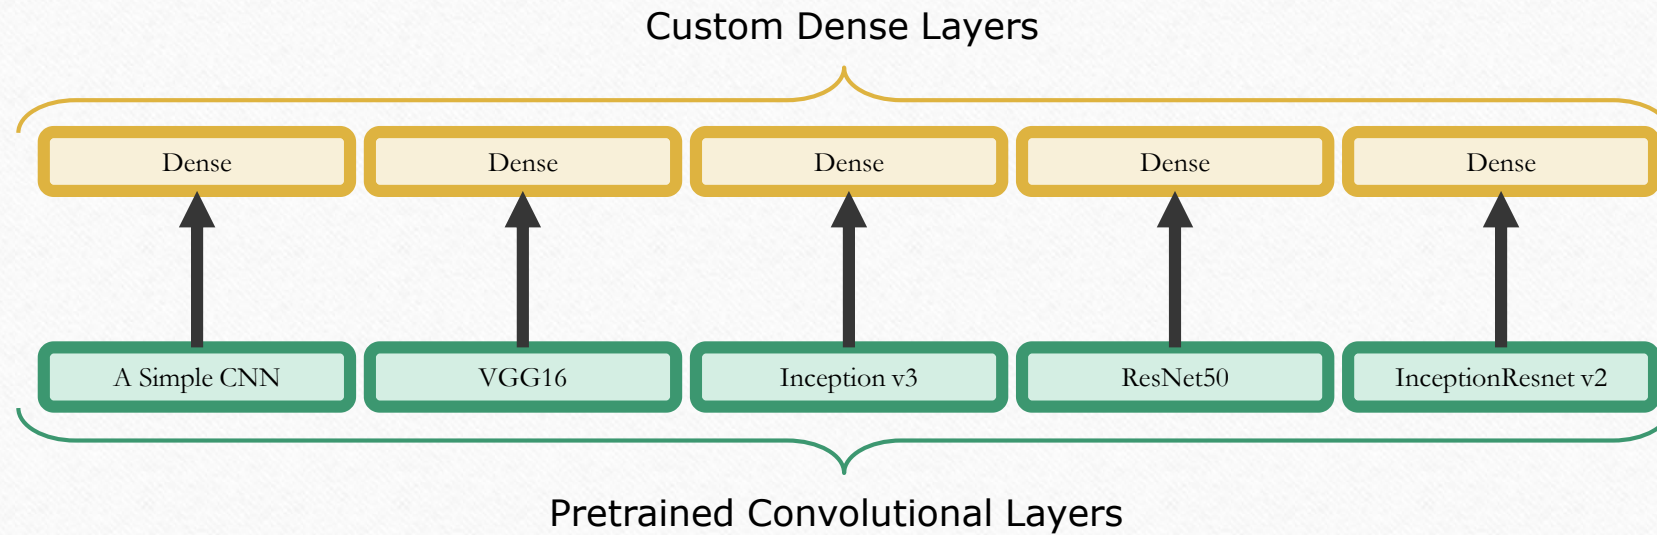 Custom Dense Layers
Dense Dense Dense Dense Dense
A Simple CNN VGG16 Inception v3 ResNet50 InceptionResnet v2
Pretrained Convolutional Layers